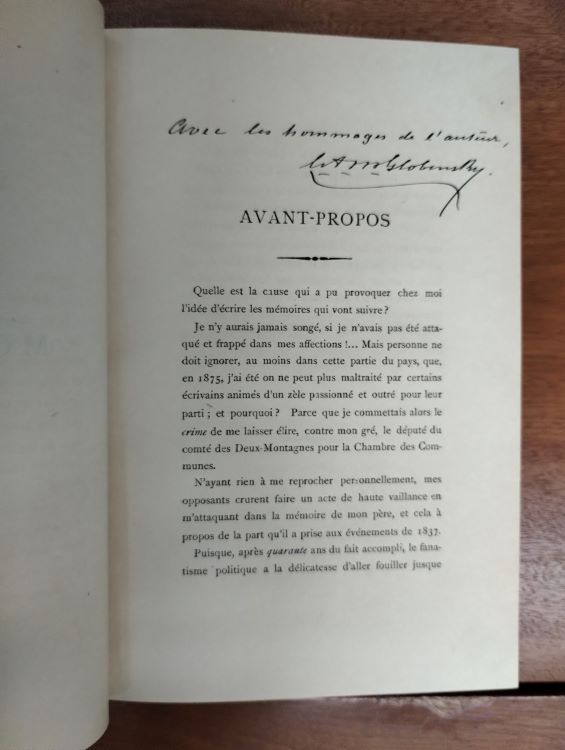 Avec les hommages de l'auteur,
Globensky.
AVANT-PROPOS
Quelle est la cause qui a pu provoquer chez moi
l'idée d'écrire les mémoires qui vont suivre ?
Je n'y aurais jamais songé, si je n'avais pas été atta-
qué et frappé dans mes affections !... Mais personne ne
doit ignorer, au moins dans cette partie du pays, que,
en 1875, j'ai été on ne peut plus maltraité par certains
écrivains animés d'un zèle passionné et outré pour leur
parti ; et pourquoi ? Parce que je commettais alors le
crime de me laisser élire, contre mon gré, le député du
comté des Deux-Montagnes pour la Chambre des Com-
munes.
N'ayant rien à me reprocher personnellement, mes
opposants crurent faire un acte de haute vaillance en
m'attaquant dans la mémoire de mon père, et cela à
propos de la part qu'il a prise aux événements de 1837.
Puisque, après quarante ans du fait accompli, le fana-
tisme politique a la délicatesse d'aller fouiller jusque